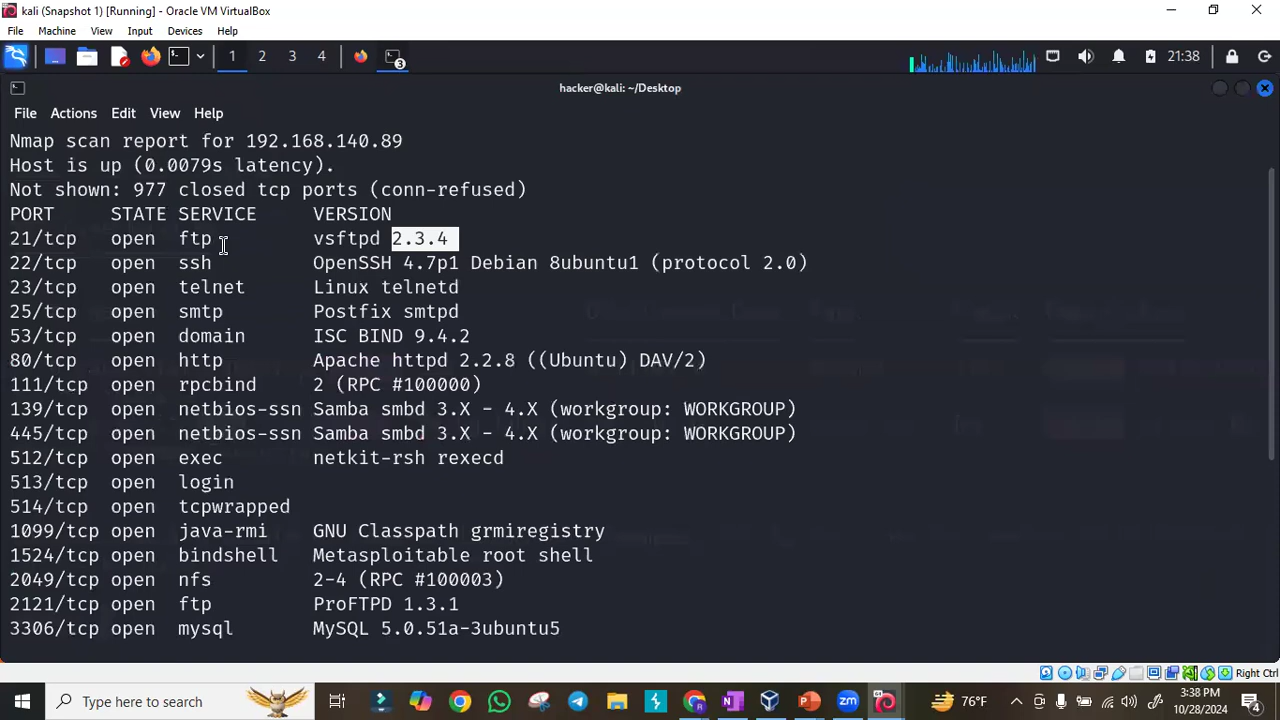 kali (Snapshot 1) [Running] - Oracle VM VirtualBox
File Machine View Input Devices Help
1 2 3 4 3 21:38
hacker@kali: ~/Desktop
File Actions Edit View Help
Nmap scan report for 192.168.140.89
Host is up (0.0079s latency).
Not shown: 977 closed tcp ports (conn-refused)
PORT STATE SERVICE VERSION
21/tcp open ftp vsftpd 2.3.4
22/tcp open ssh OpenSSH 4.7p1 Debian 8ubuntu1 (protocol 2.0)
23/tcp open telnet Linux telnetd
25/tcp open smtp Postfix smtpd
53/tcp open domain ISC BIND 9.4.2
80/tcp open http Apache httpd 2.2.8 ((Ubuntu) DAV/2)
111/tcp open rpcbind 2 (RPC #100000)
139/tcp open netbios-ssn Samba smbd 3.X - 4.X (workgroup: WORKGROUP)
445/tcp open netbios-ssn Samba smbd 3.X - 4.X (workgroup: WORKGROUP)
512/tcp open exec netkit-rsh rexecd
513/tcp open login
514/tcp open tcpwrapped
1099/tcp open java-rmi GNU Classpath grmiregistry
1524/tcp open bindshell Metasploitable root shell
2049/tcp open nfs 2-4 (RPC #100003)
2121/tcp open ftp ProFTPD 1.3.1
3306/tcp open mysql MySQL 5.0.51a-3ubuntu5
Right Ctrl
Type here to search
76°F
3:38 PM
10/28/2024
4